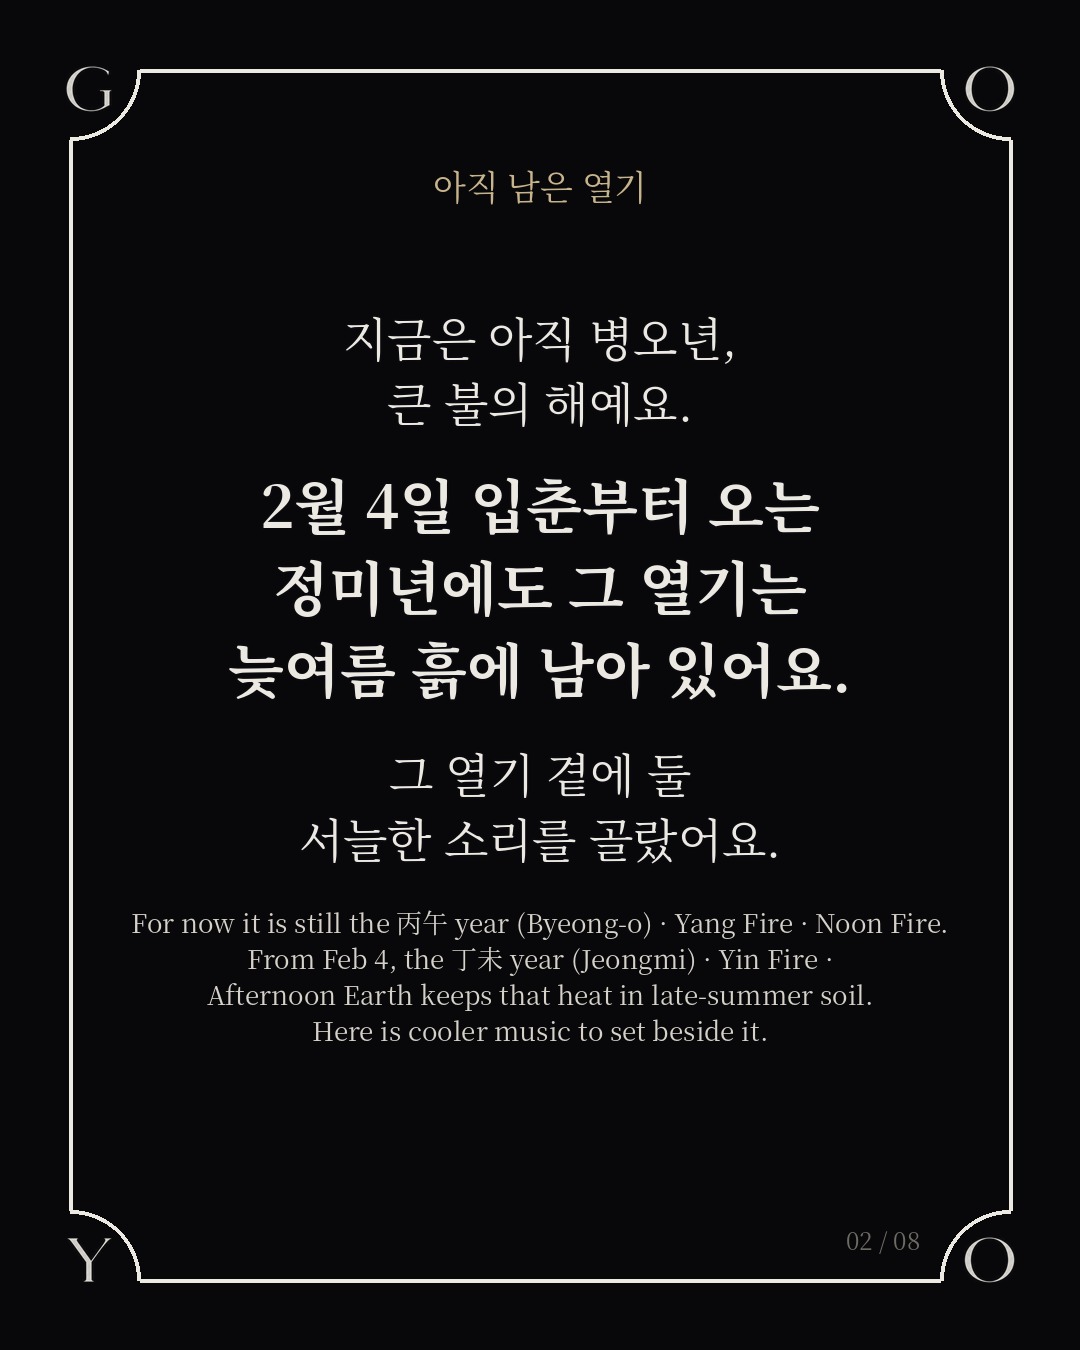 G O
아직 남은 열기
지금은 아직 병오년,
큰 불의 해예요.
2월 4일 입춘부터 오는
정미년에도 그 열기는
늦여름 흙에 남아 있어요.
그 열기 곁에 둘
서늘한 소리를 골랐어요.
For now it is still the 丙午 year (Byeong-o) · Yang Fire · Noon Fire.
From Feb 4, the 丁未 year (Jeongmi) · Yin Fire ·
Afternoon Earth keeps that heat in late-summer soil.
Here is cooler music to set beside it.
02 / 08
Y O